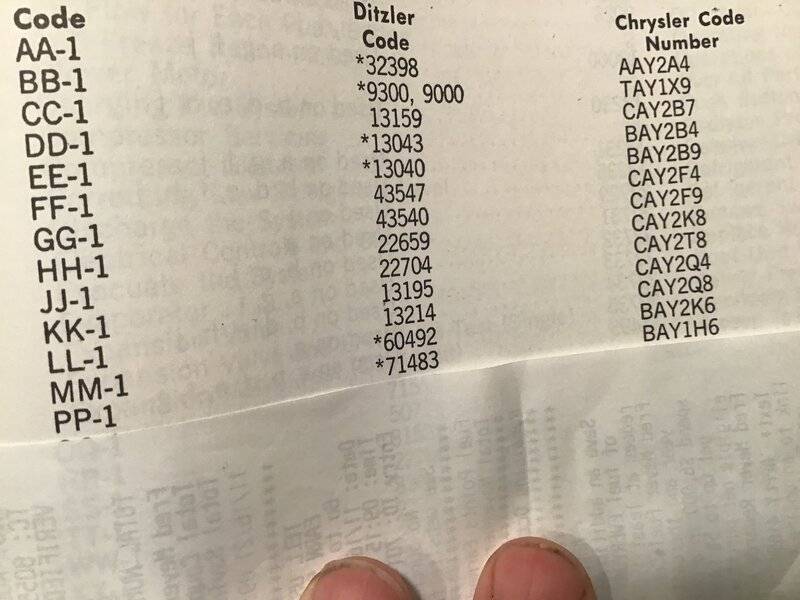 Code Ditzler Code Chrysler Code Number
AA-1 *32398 AAY2A4
BB-1 *9300, 9000 TAY1X9
CC-1 13159 CAY2B7
DD-1 *13043 BAY2B4
EE-1 *13040 BAY2B9
FF-1 43547 CAY2F4
GG-1 43540 CAY2F9
HH-1 22659 CAY2K8
JJ-1 22704 CAY2T8
KK-1 13195 CAY2Q4
LL-1 13214 CAY2Q8
MM-1 *60492 BAY2K6
PP-1 *71483 BAY1H6